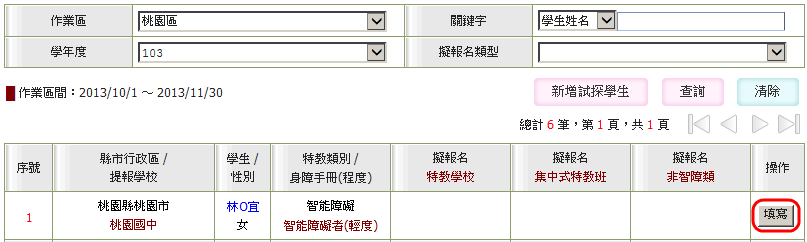 作業區 桃園區 關鍵字 學生姓名
學年度 103 擬報名類型
作業區間：2013/10/1 ～ 2013/11/30 新增試探學生 查詢 清除
總計 6 筆，第 1 頁，共 1 頁
序號 縣市行政區 / 學生 / 特教類別 / 擬報名 擬報名 擬報名 操作
提報學校 性別 身障手冊(程度) 特教學校 集中式特教班 非智障類
1 桃園縣桃園市 林O宜 智能障礙 填寫
桃園國中 女 智能障礙者(輕度)